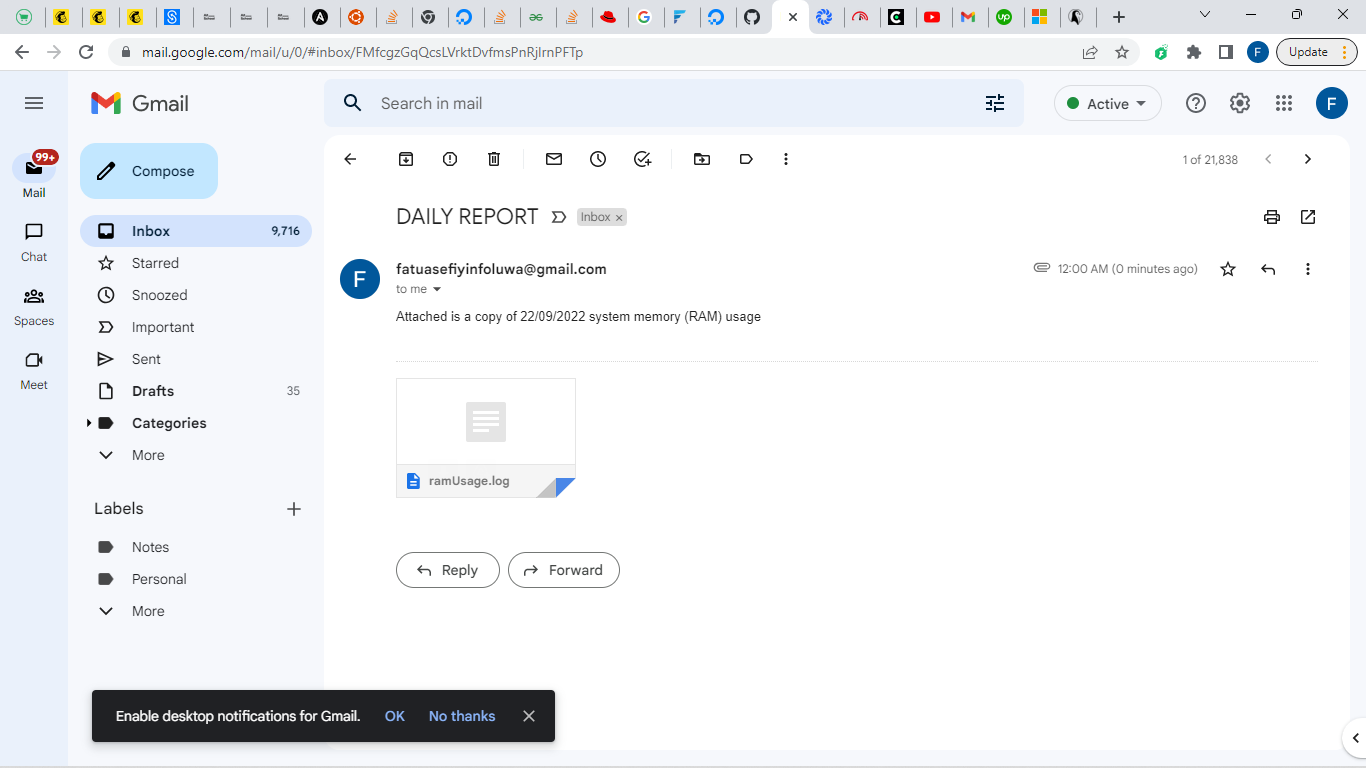 Update
mail.google.com/mail/u/0/#inbox/FMfcgzGqQcsLVrktDvfmsPnRjlrnPFTp
F
Gmail
Search in mail
Active
F
99+
Mail
Chat
Spaces
Meet
Compose
Inbox 9,716
Starred
Snoozed
Important
Sent
Drafts 35
Categories
More
Labels
Notes
Personal
More
1 of 21,838
DAILY REPORT Inbox ×
F
fatuasefiyinfoluwa@gmail.com 12:00 AM (0 minutes ago)
to me
Attached is a copy of 22/09/2022 system memory (RAM) usage
ramUsage.log
Reply Forward
Enable desktop notifications for Gmail. OK No thanks